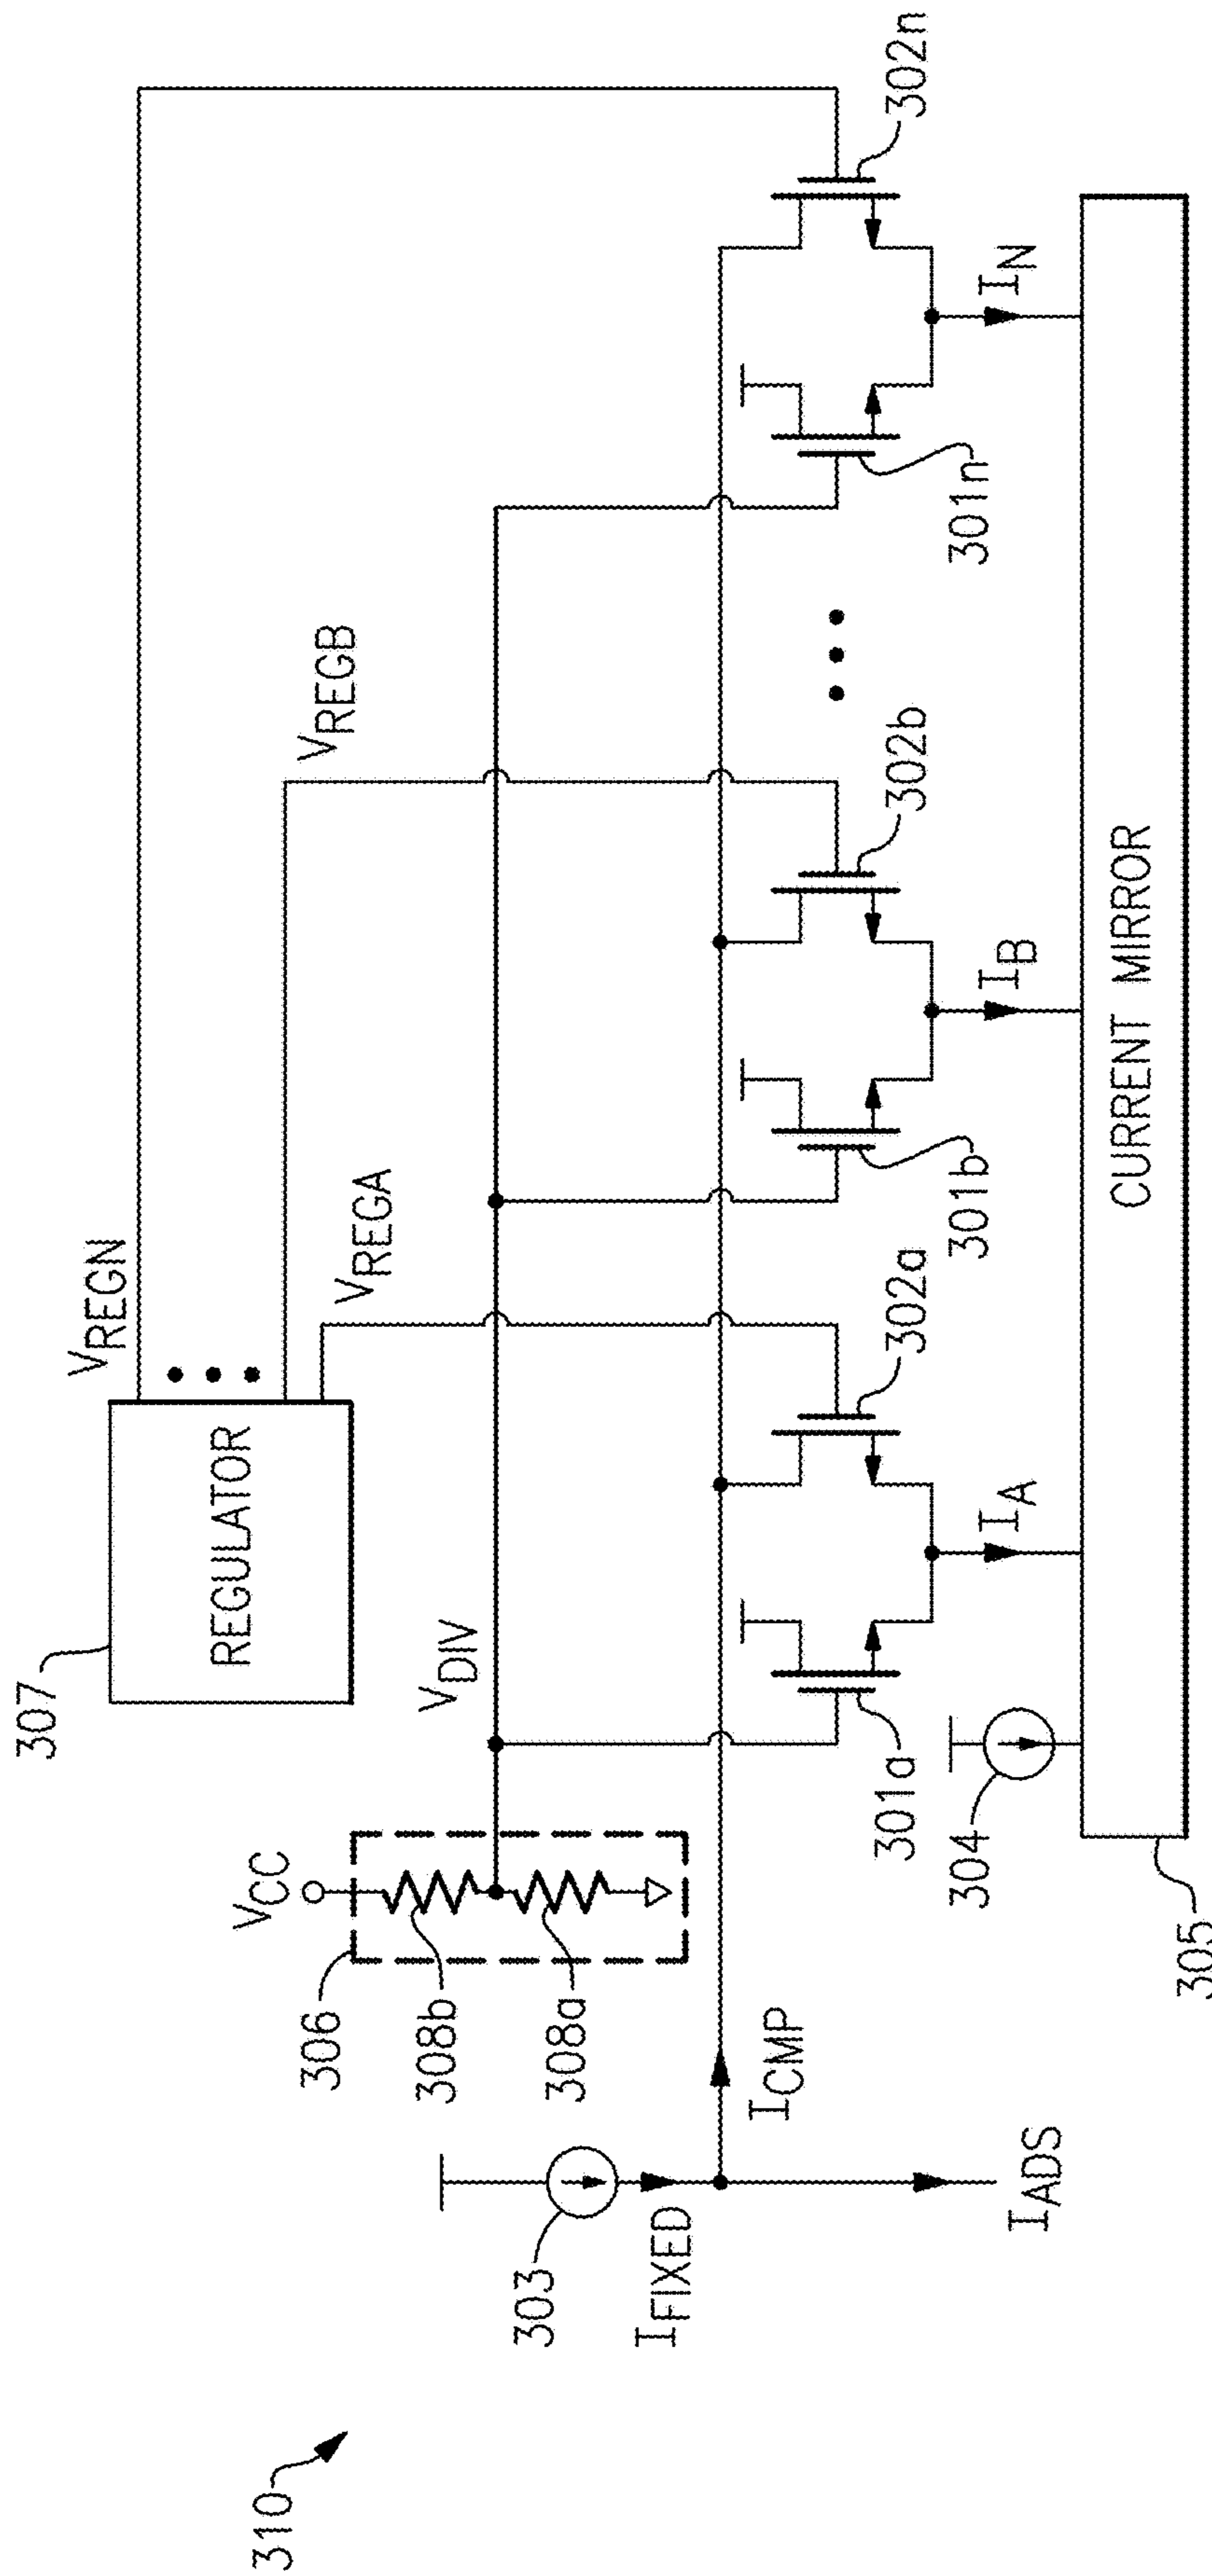 310
307
REGULATOR
VREGN
VREGB
VREGA
VCC
306
308b
308a
VDIV
303
IFIXED
ICMP
IADS
301a
302a
301b
302b
301n
302n
304
IA
IB
IN
305
CURRENT MIRROR